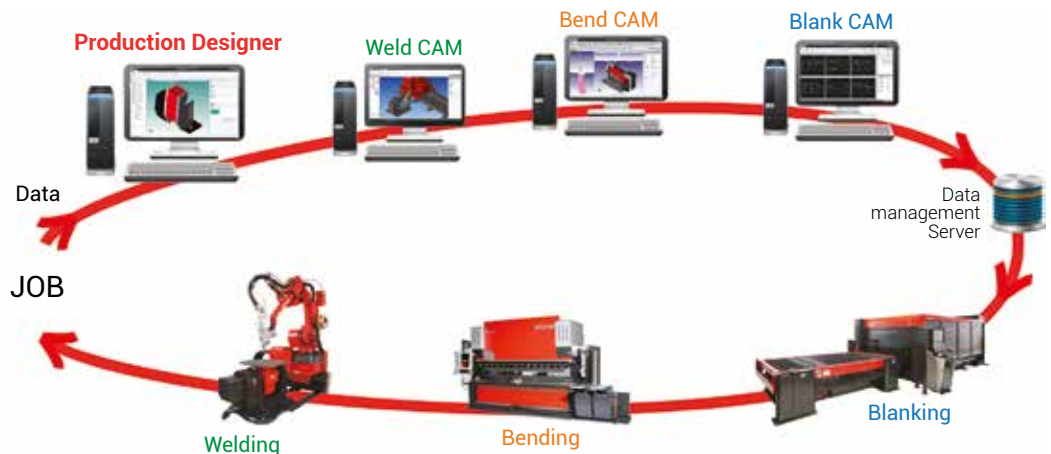 Production Designer
Weld CAM
Bend CAM
Blank CAM
Data
Data
management
Server
JOB
Welding
Bending
Blanking